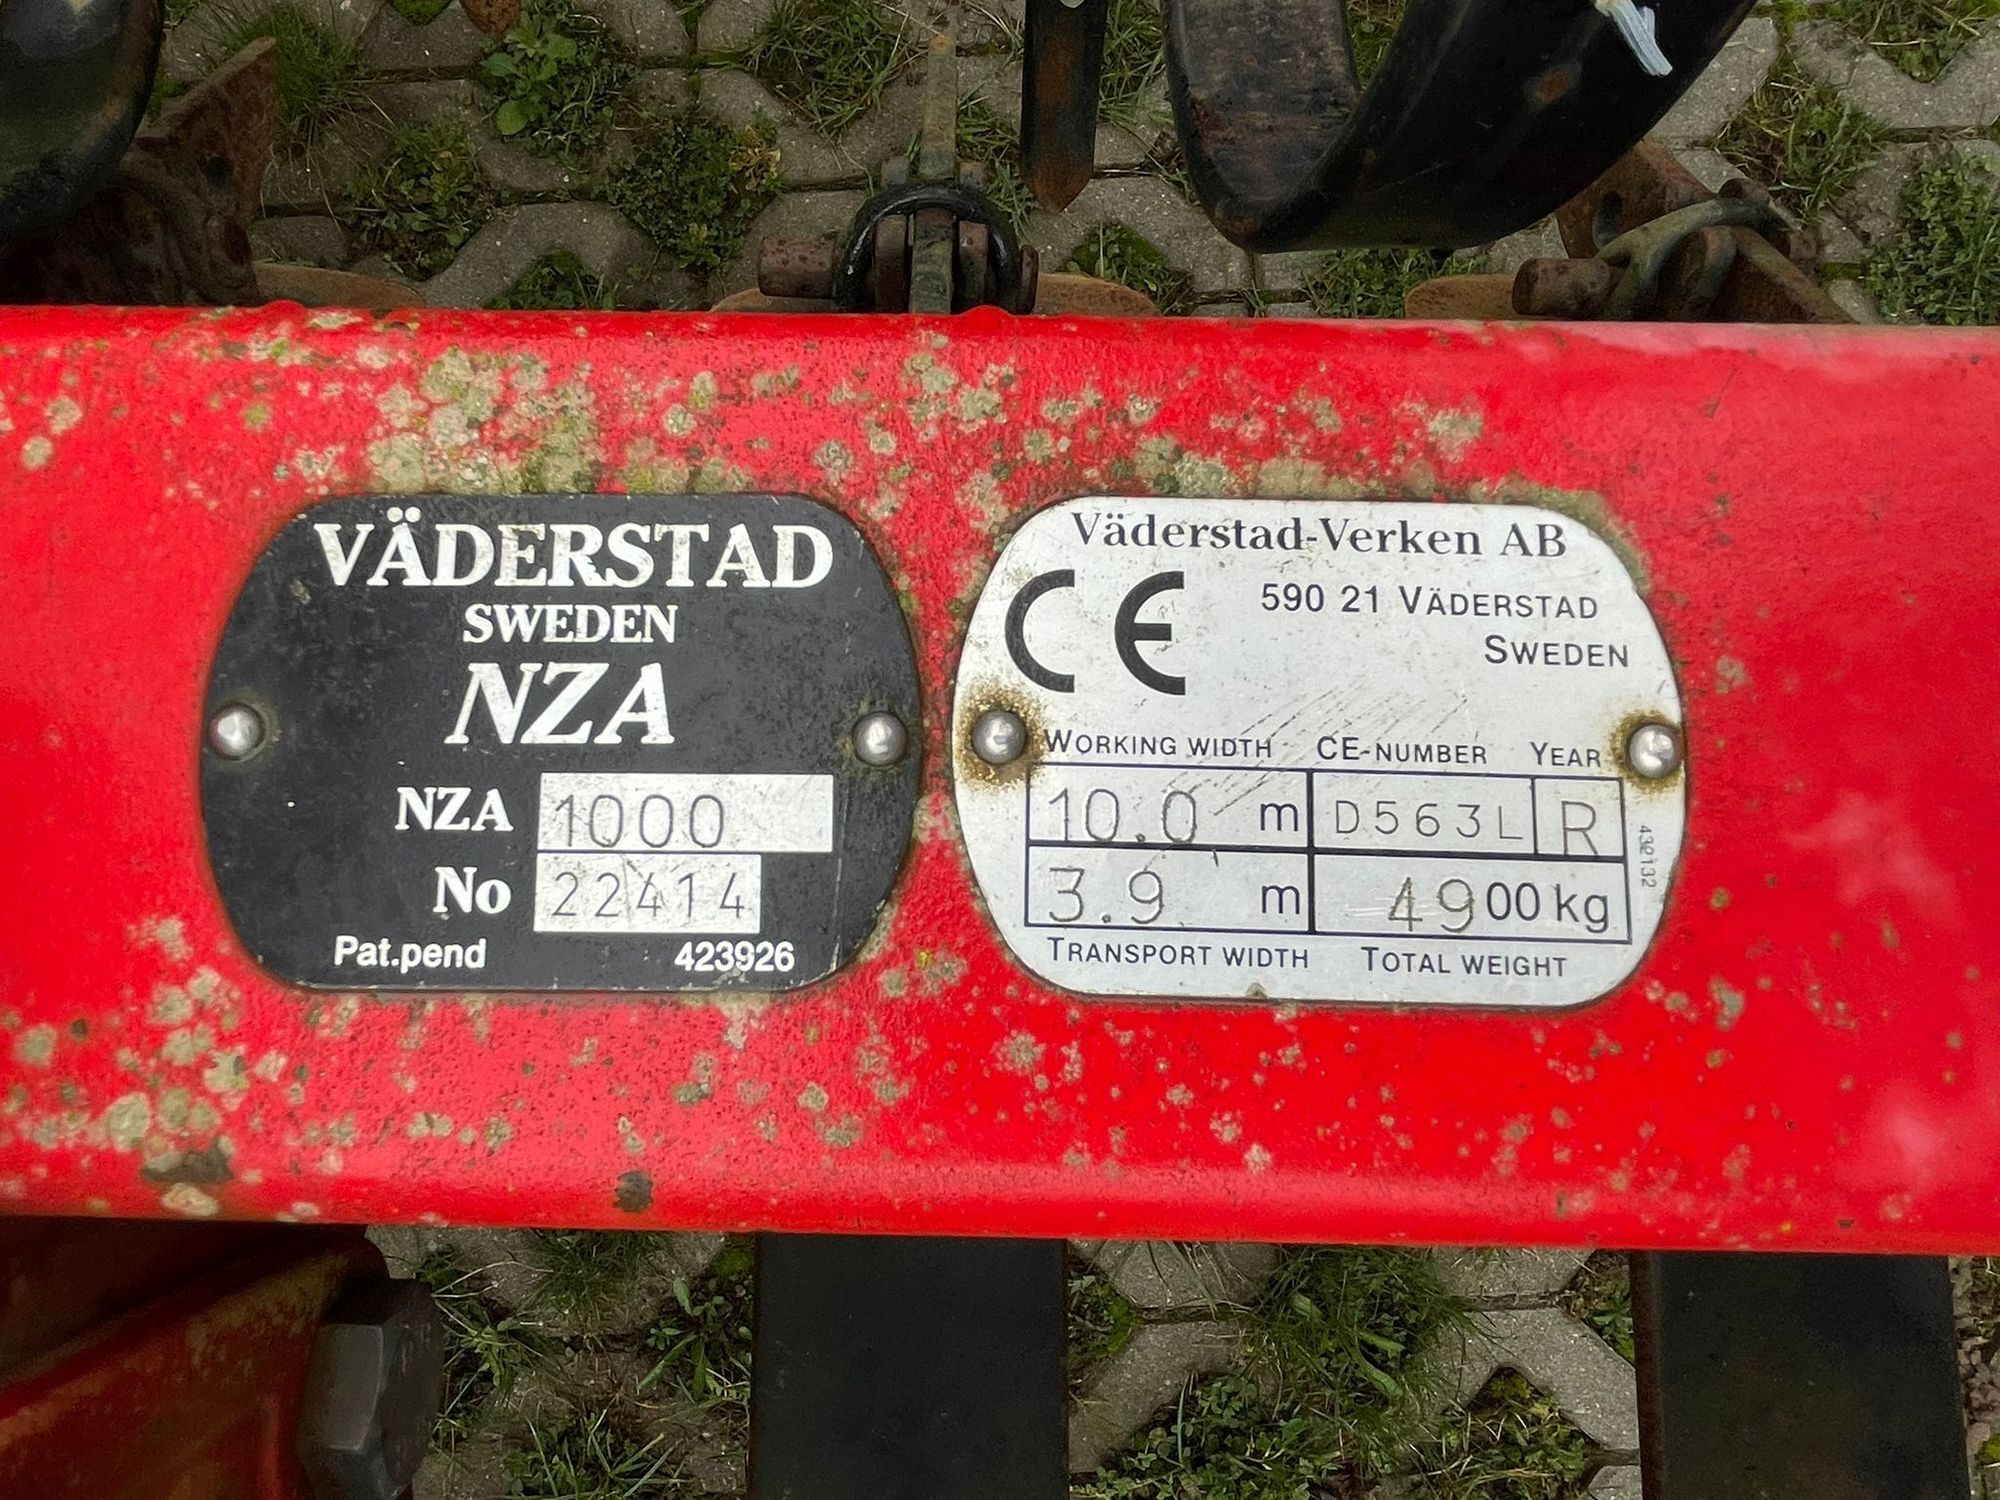 VÄDERSTAD
SWEDEN
NZA
NZA 1000
No 22414
Pat.pend 423926
Väderstad-Verken AB
CE 590 21 VÄDERSTAD
SWEDEN
WORKING WIDTH CE-NUMBER YEAR
10.0 m D563L R
3.9 m 4900 kg
TRANSPORT WIDTH TOTAL WEIGHT